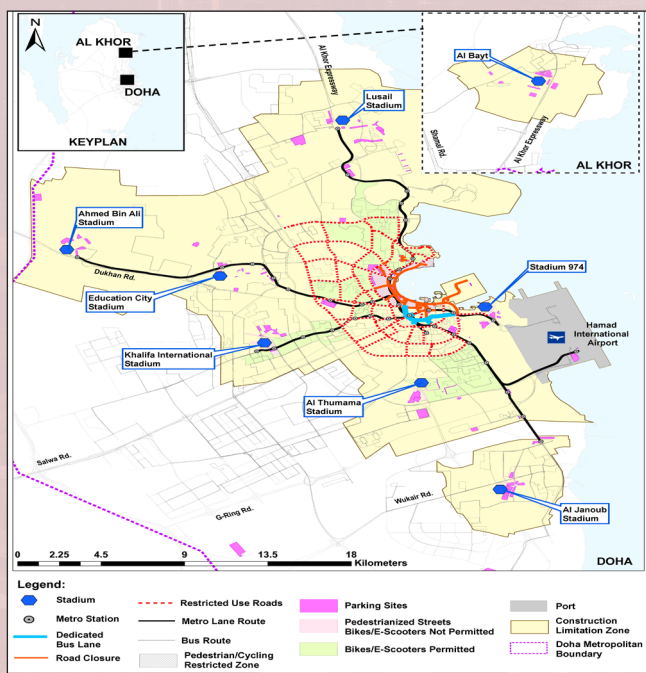 N
AL KHOR
DOHA
KEYPLAN
Al Bayt
Al Khor Expressway
AL KHOR
Al Khor Expressway
Shamal Rd.
Lusail
Stadium
Ahmed Bin Ali
Stadium
Dukhan Rd.
Education City
Stadium
Stadium 974
Hamad
International
Airport
Khalifa International
Stadium
Al Thumama
Stadium
Salwa Rd.
G-Ring Rd.
Wukair Rd.
Al Janoub
Stadium
0 2.25 4.5 9 13.5 18
Kilometers
DOHA
Legend:
Stadium
Metro Station
Dedicated
Bus Lane
Road Closure
Restricted Use Roads
Metro Lane Route
Bus Route
Pedestrian/Cycling
Restricted Zone
Parking Sites
Pedestrianized Streets
Bikes/E-Scooters Not Permitted
Bikes/E-Scooters Permitted
Port
Construction
Limitation Zone
Doha Metropolitan
Boundary